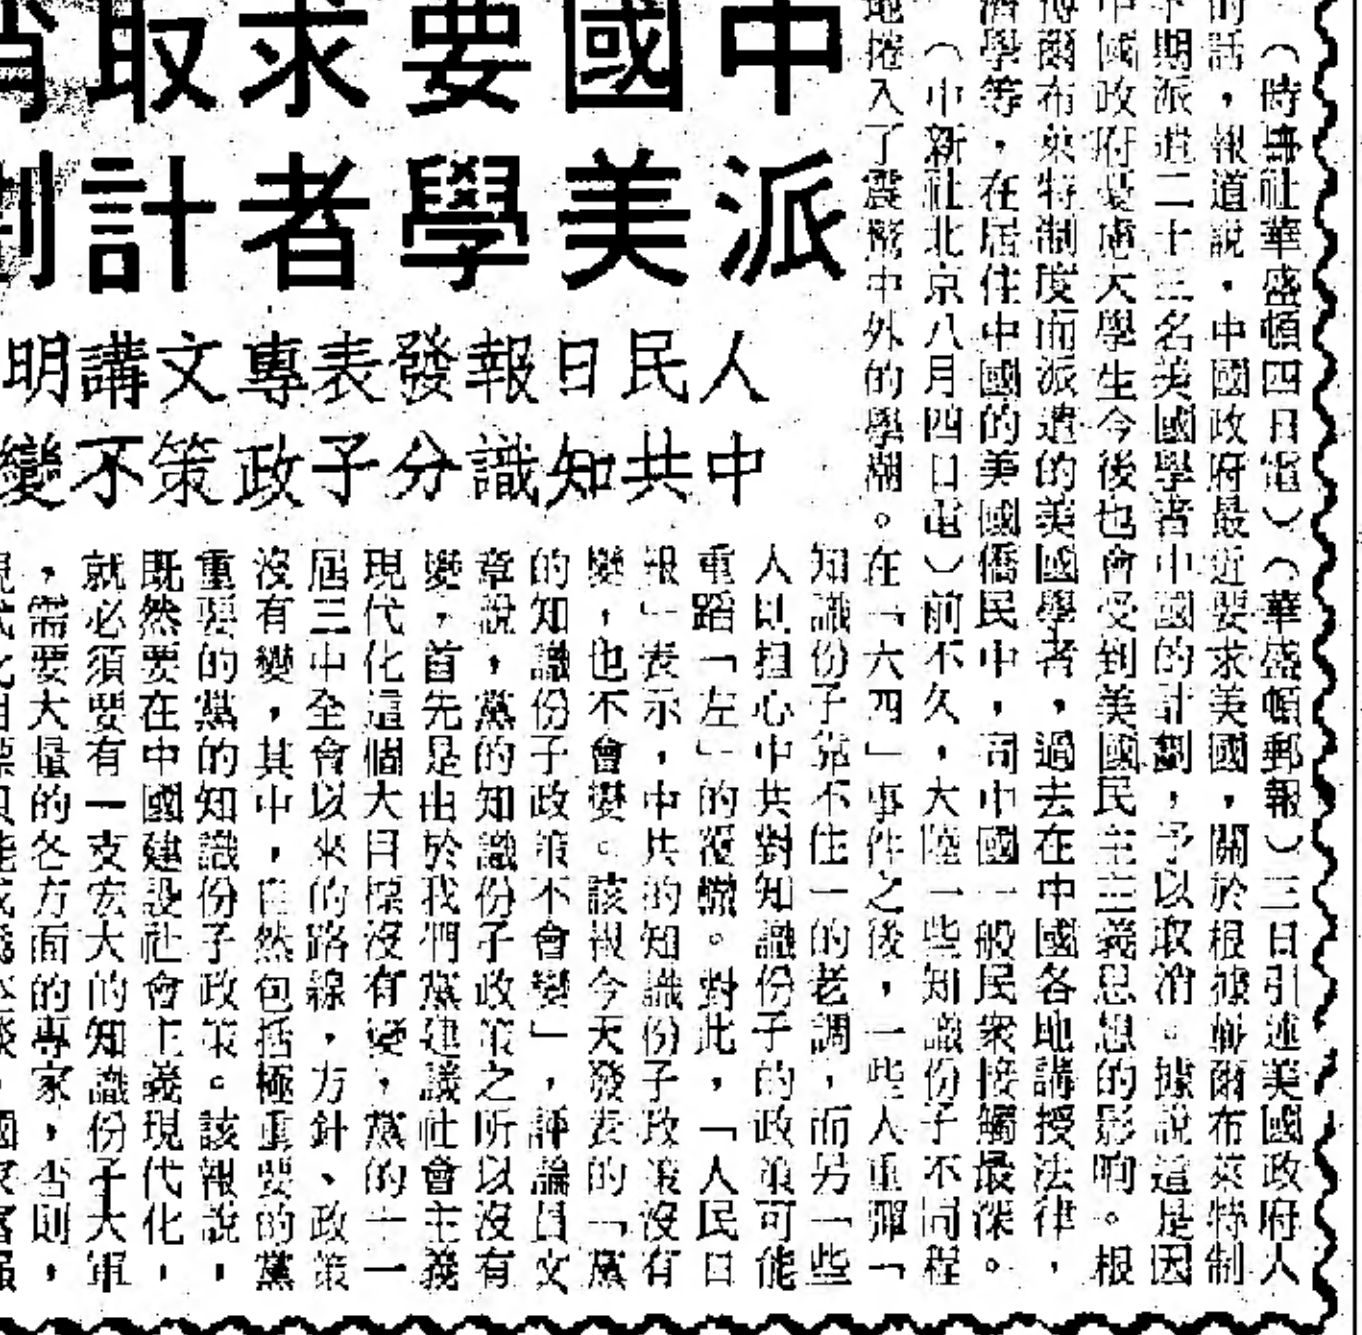 中國要求取消
派美學者計劃
人民日報發表專文講明
中共知識分子政策不變
（時事社華盛頓四日電）（華盛頓郵報）三日引述美國政府人
的話，報道說，中國政府最近要求美國，關於根據爾布萊特制
下期派遣二十三名美國學者中國的計劃，予以取消。據說這是因
中國政府憂慮大學生今後也會受到美國民主主義思想的影响。根
博爾布萊特制度而派遣的美國學者，過去在中國各地講授法律，
濟學等，在居住中國的美國僑民中，同中國一般民衆接觸最深。
（中新社北京八月四日電）前不久，大陸一些知識份子不同程
地捲入了震驚中外的學潮。在「六四」事件之後，一些人重彈「
知識份子靠不住」的老調，而另一些
人則担心中共對知識份子的政策可能
重蹈「左」的覆轍。對此，「人民日
報」表示，中共的知識份子政策沒有
變，也不會變。該報今天發表的「黨
的知識份子政策不會變」，評論員文
章說，黨的知識份子政策之所以沒有
變，首先是由於我們黨建議社會主義
現代化這個大目標沒有變，黨的十一
屆三中全會以來的路線，方針、政策
沒有變，其中，自然包括極重要的黨
重要的黨的知識份子政策。該報說，
既然要在中國建設社會主義現代化，
就必須要有一支宏大的知識份子大軍
，需要大量的各方面的專家，否則，